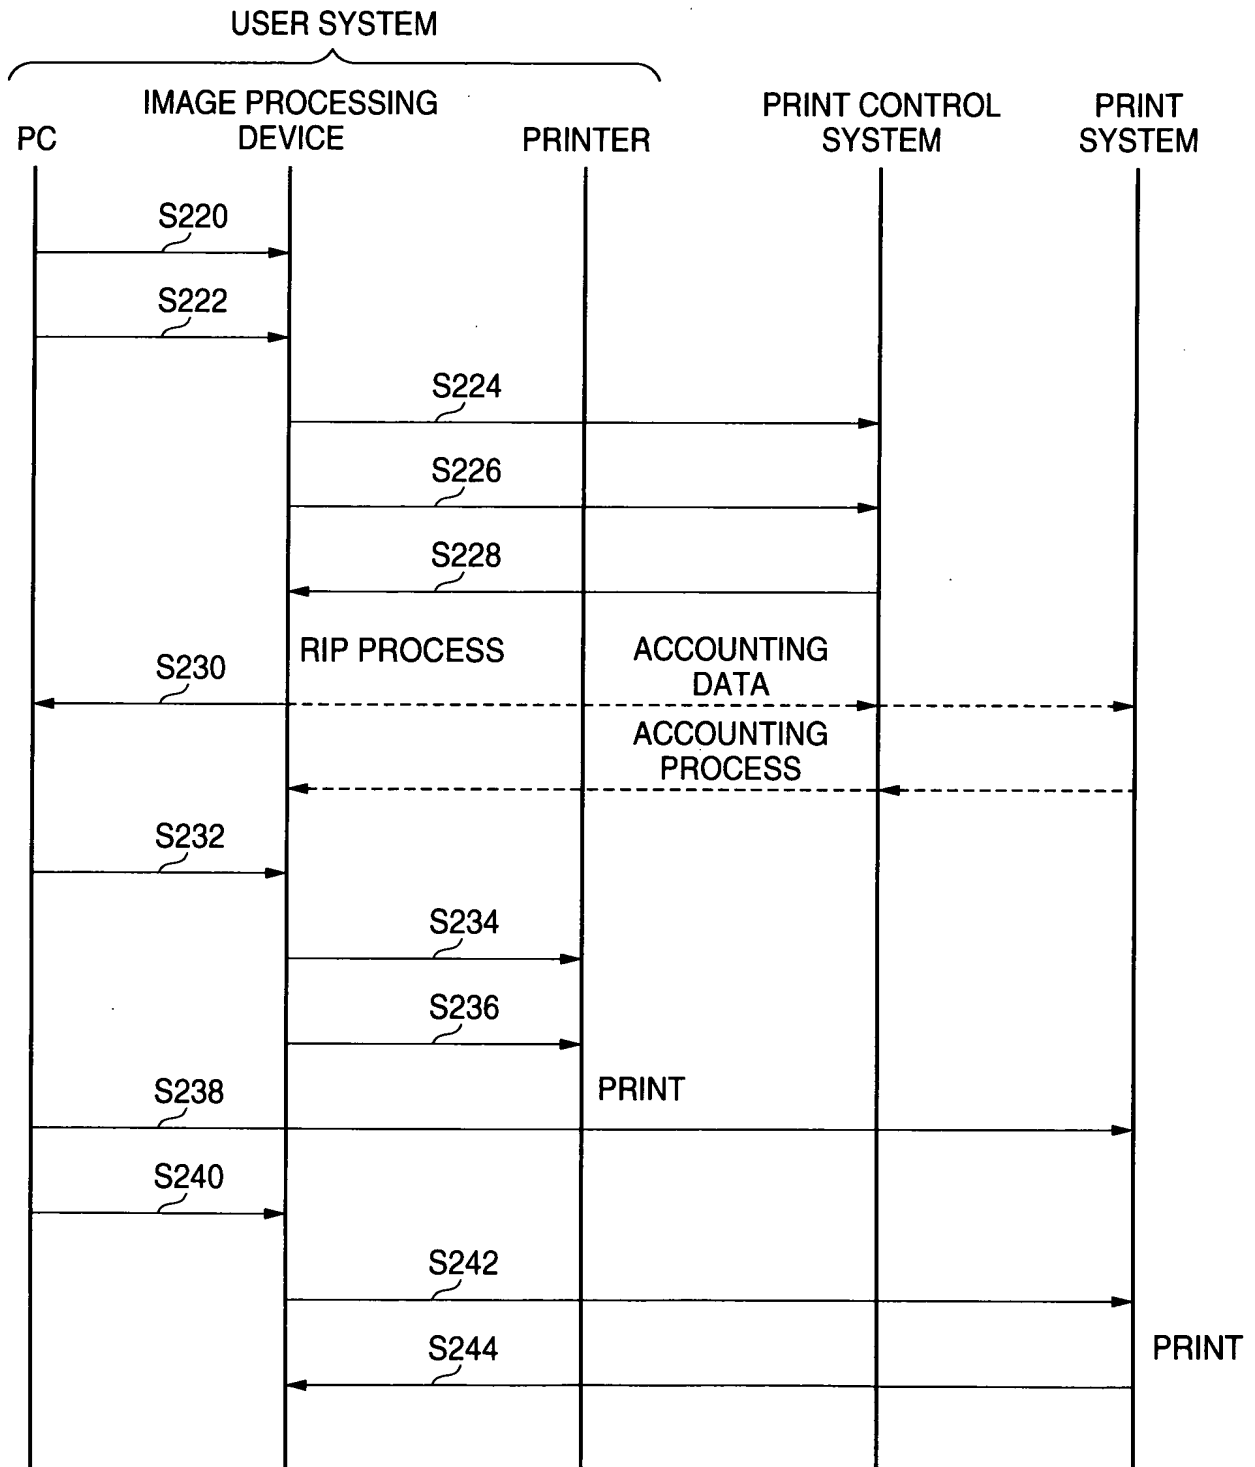 USER SYSTEM
IMAGE PROCESSING
DEVICE
PC
PRINTER
PRINT CONTROL
SYSTEM
PRINT
SYSTEM
S220
S222
S224
S226
S228
RIP PROCESS
ACCOUNTING
DATA
S230
ACCOUNTING
PROCESS
S232
S234
S236
PRINT
S238
S240
S242
S244
PRINT